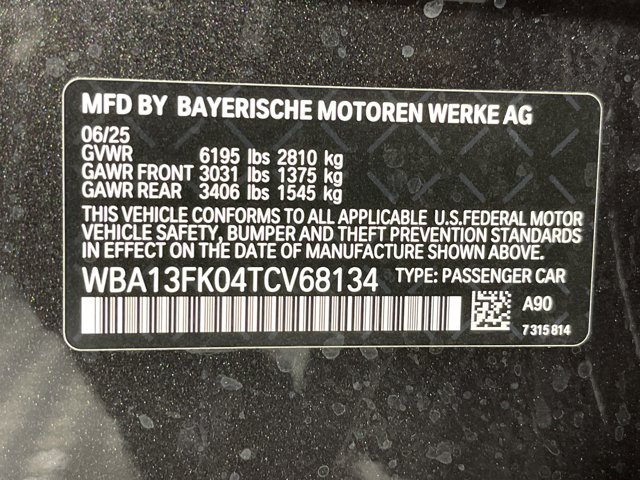 MFD BY BAYERISCHE MOTOREN WERKE AG
06/25
GVWR 6195 lbs 2810 kg
GAWR FRONT 3031 lbs 1375 kg
GAWR REAR 3406 lbs 1545 kg
THIS VEHICLE CONFORMS TO ALL APPLICABLE U.S.FEDERAL MOTOR
VEHICLE SAFETY, BUMPER AND THEFT PREVENTION STANDARDS
IN EFFECT ON THE DATE OF MANUFACTURE SHOWN ABOVE.
WBA13FK04TCV68134 TYPE: PASSENGER CAR
A90
7 315 814